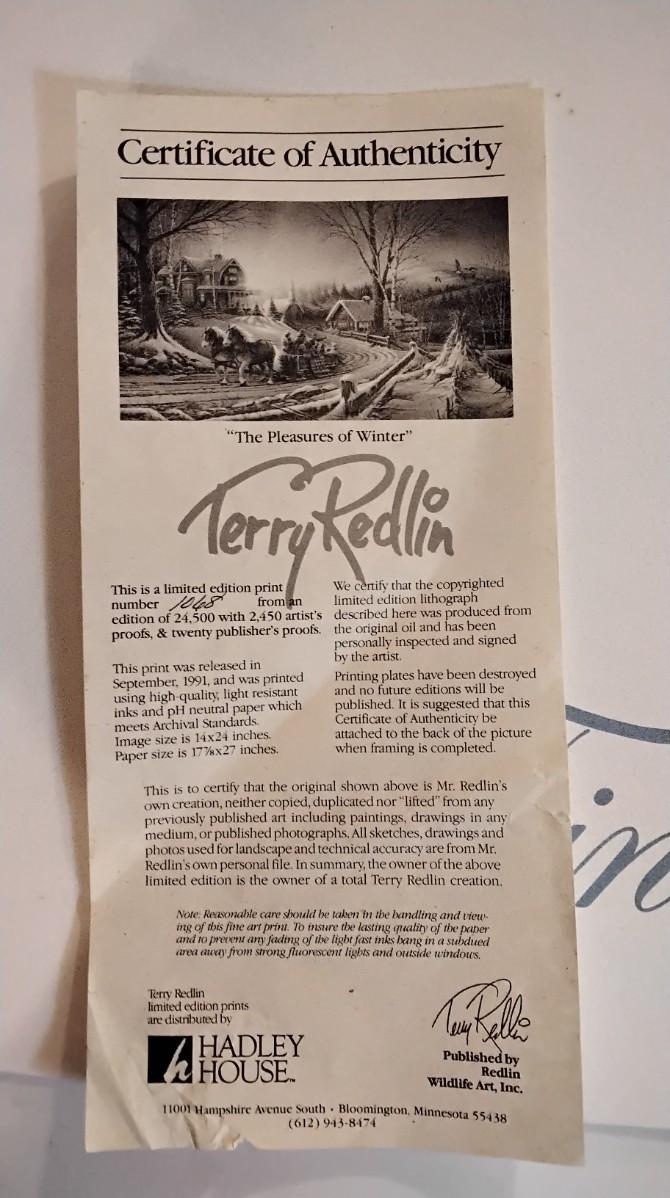 Certificate of Authenticity
"The Pleasures of Winter"
Terry Redlin
This is a limited edition print
number 1068 from an
edition of 24,500 with 2,450 artist's
proofs, & twenty publisher's proofs.
This print was released in
September, 1991, and was printed
using high-quality, light resistant
inks and pH neutral paper which
meets Archival Standards.
Image size is 14x24 inches.
Paper size is 17⅞x27 inches.
We certify that the copyrighted
limited edition lithograph
described here was produced from
the original oil and has been
personally inspected and signed
by the artist.
Printing plates have been destroyed
and no future editions will be
published. It is suggested that this
Certificate of Authenticity be
attached to the back of the picture
when framing is completed.
This is to certify that the original shown above is Mr. Redlin's
own creation, neither copied, duplicated nor "lifted" from any
previously published art including paintings, drawings in any
medium, or published photographs. All sketches, drawings and
photos used for landscape and technical accuracy are from Mr.
Redlin's own personal file. In summary, the owner of the above
limited edition is the owner of a total Terry Redlin creation.
Note: Reasonable care should be taken in the handling and view-
ing of this fine art print. To insure the lasting quality of the paper
and to prevent any fading of the light fast inks hang in a subdued
area away from strong fluorescent lights and outside windows.
Terry Redlin
limited edition prints
are distributed by
h HADLEY
HOUSE™
Terry Redlin
Published by
Redlin
Wildlife Art, Inc.
11001 Hampshire Avenue South • Bloomington, Minnesota 55438
(612) 943-8474